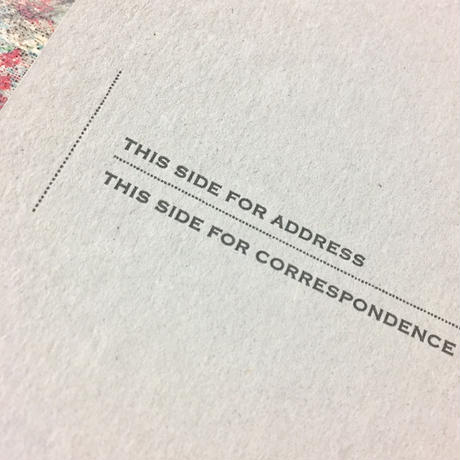 THIS SIDE FOR ADDRESS
THIS SIDE FOR CORRESPONDENCE